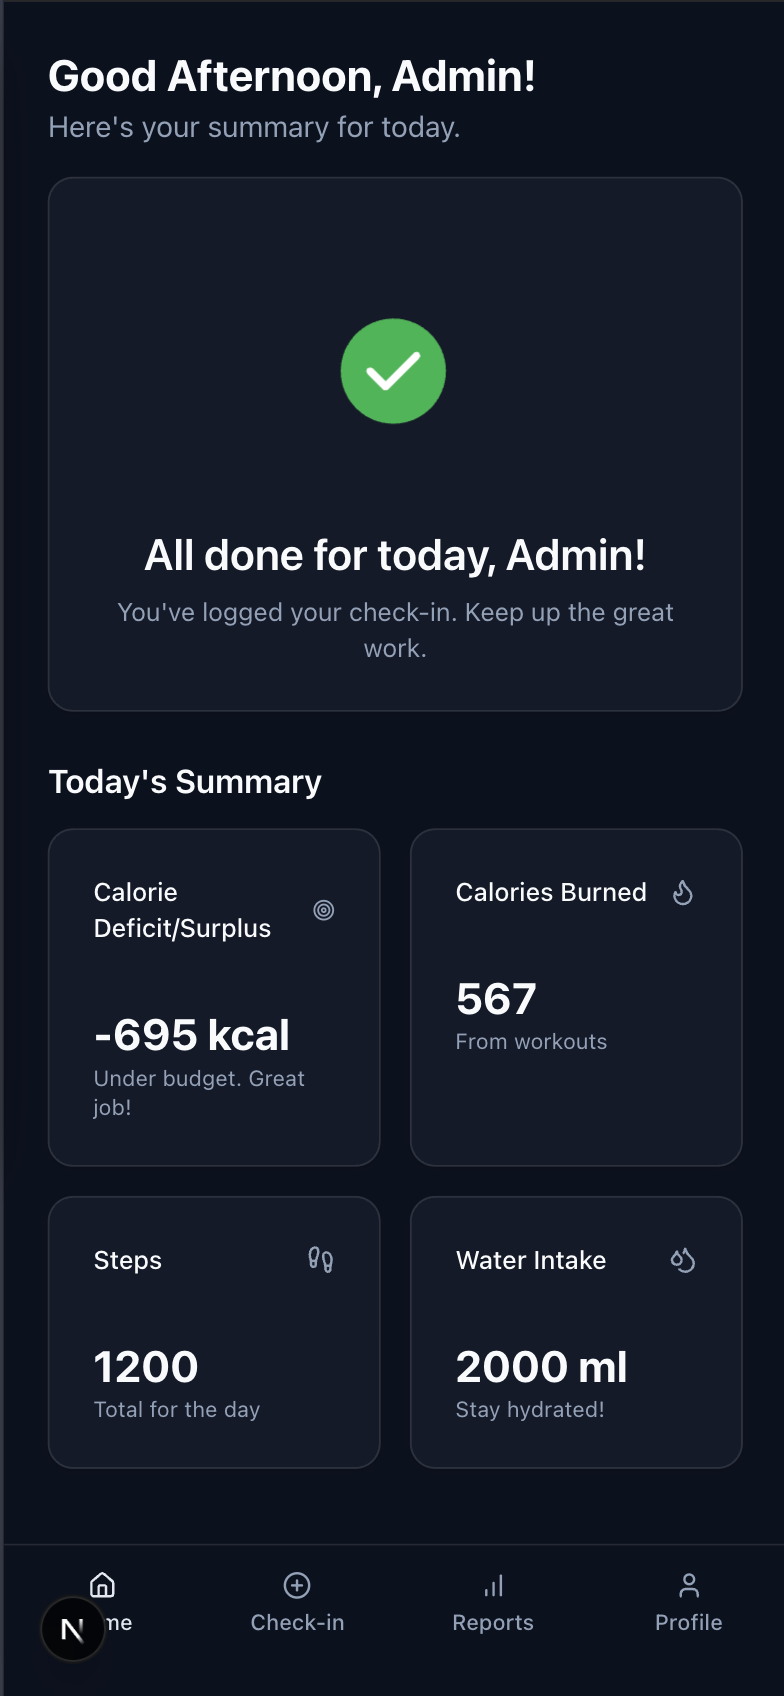 Good Afternoon, Admin!
Here's your summary for today.
All done for today, Admin!
You've logged your check-in. Keep up the great
work.
Today's Summary
Calorie
Deficit/Surplus
-695 kcal
Under budget. Great
job!
Calories Burned
567
From workouts
Steps
1200
Total for the day
Water Intake
2000 ml
Stay hydrated!
N
me
Check-in
Reports
Profile